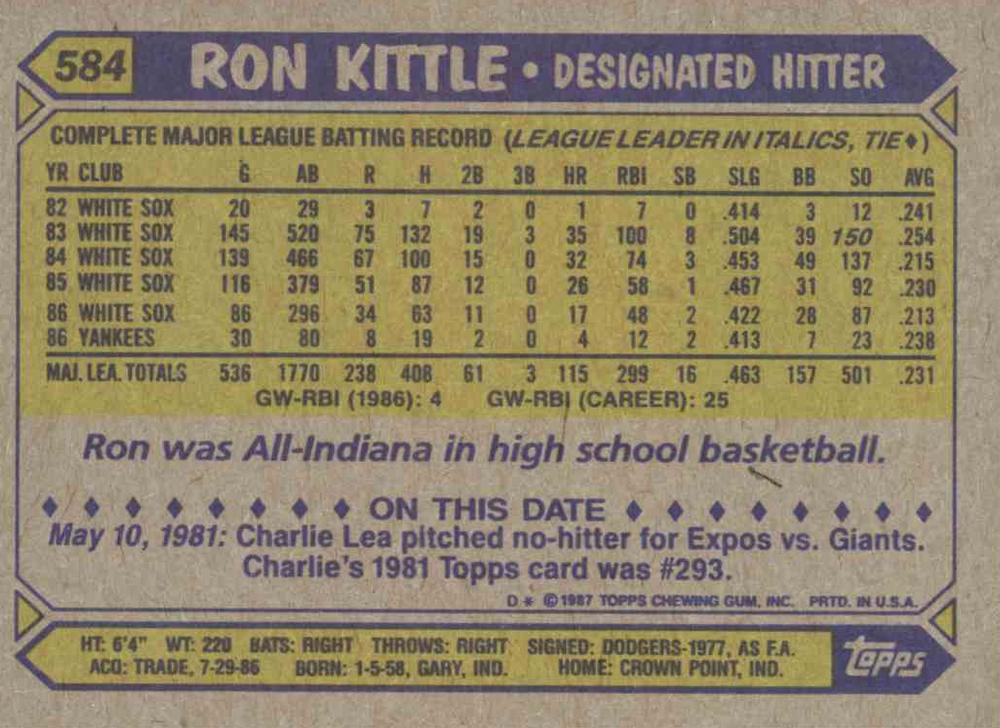 584 RON KITTLE • DESIGNATED HITTER
COMPLETE MAJOR LEAGUE BATTING RECORD (LEAGUE LEADER IN ITALICS, TIE♦)
YR CLUB G AB R H 2B 3B HR RBI SB SLG BB SO AVG
82 WHITE SOX 20 29 3 7 2 0 1 7 0 .414 3 12 .241
83 WHITE SOX 145 520 75 132 19 3 35 100 8 .504 39 150 .254
84 WHITE SOX 139 466 67 100 15 0 32 74 3 .453 49 137 .215
85 WHITE SOX 116 379 51 87 12 0 26 58 1 .467 31 92 .230
86 WHITE SOX 86 296 34 63 11 0 17 48 2 .422 28 87 .213
86 YANKEES 30 80 8 19 2 0 4 12 2 .413 7 23 .238
MAJ. LEA. TOTALS 536 1770 238 408 61 3 115 299 16 .463 157 501 .231
GW-RBI (1986): 4 GW-RBI (CAREER): 25
Ron was All-Indiana in high school basketball.
♦ ♦ ♦ ♦ ♦ ♦ ♦ ♦ ON THIS DATE ♦ ♦ ♦ ♦ ♦ ♦ ♦ ♦
May 10, 1981: Charlie Lea pitched no-hitter for Expos vs. Giants.
Charlie's 1981 Topps card was #293.
D * © 1987 TOPPS CHEWING GUM, INC. PRTD. IN U.S.A.
HT: 6'4" WT: 220 BATS: RIGHT THROWS: RIGHT SIGNED: DODGERS-1977, AS F.A.
ACQ: TRADE, 7-29-86 BORN: 1-5-58, GARY, IND. HOME: CROWN POINT, IND.
Topps